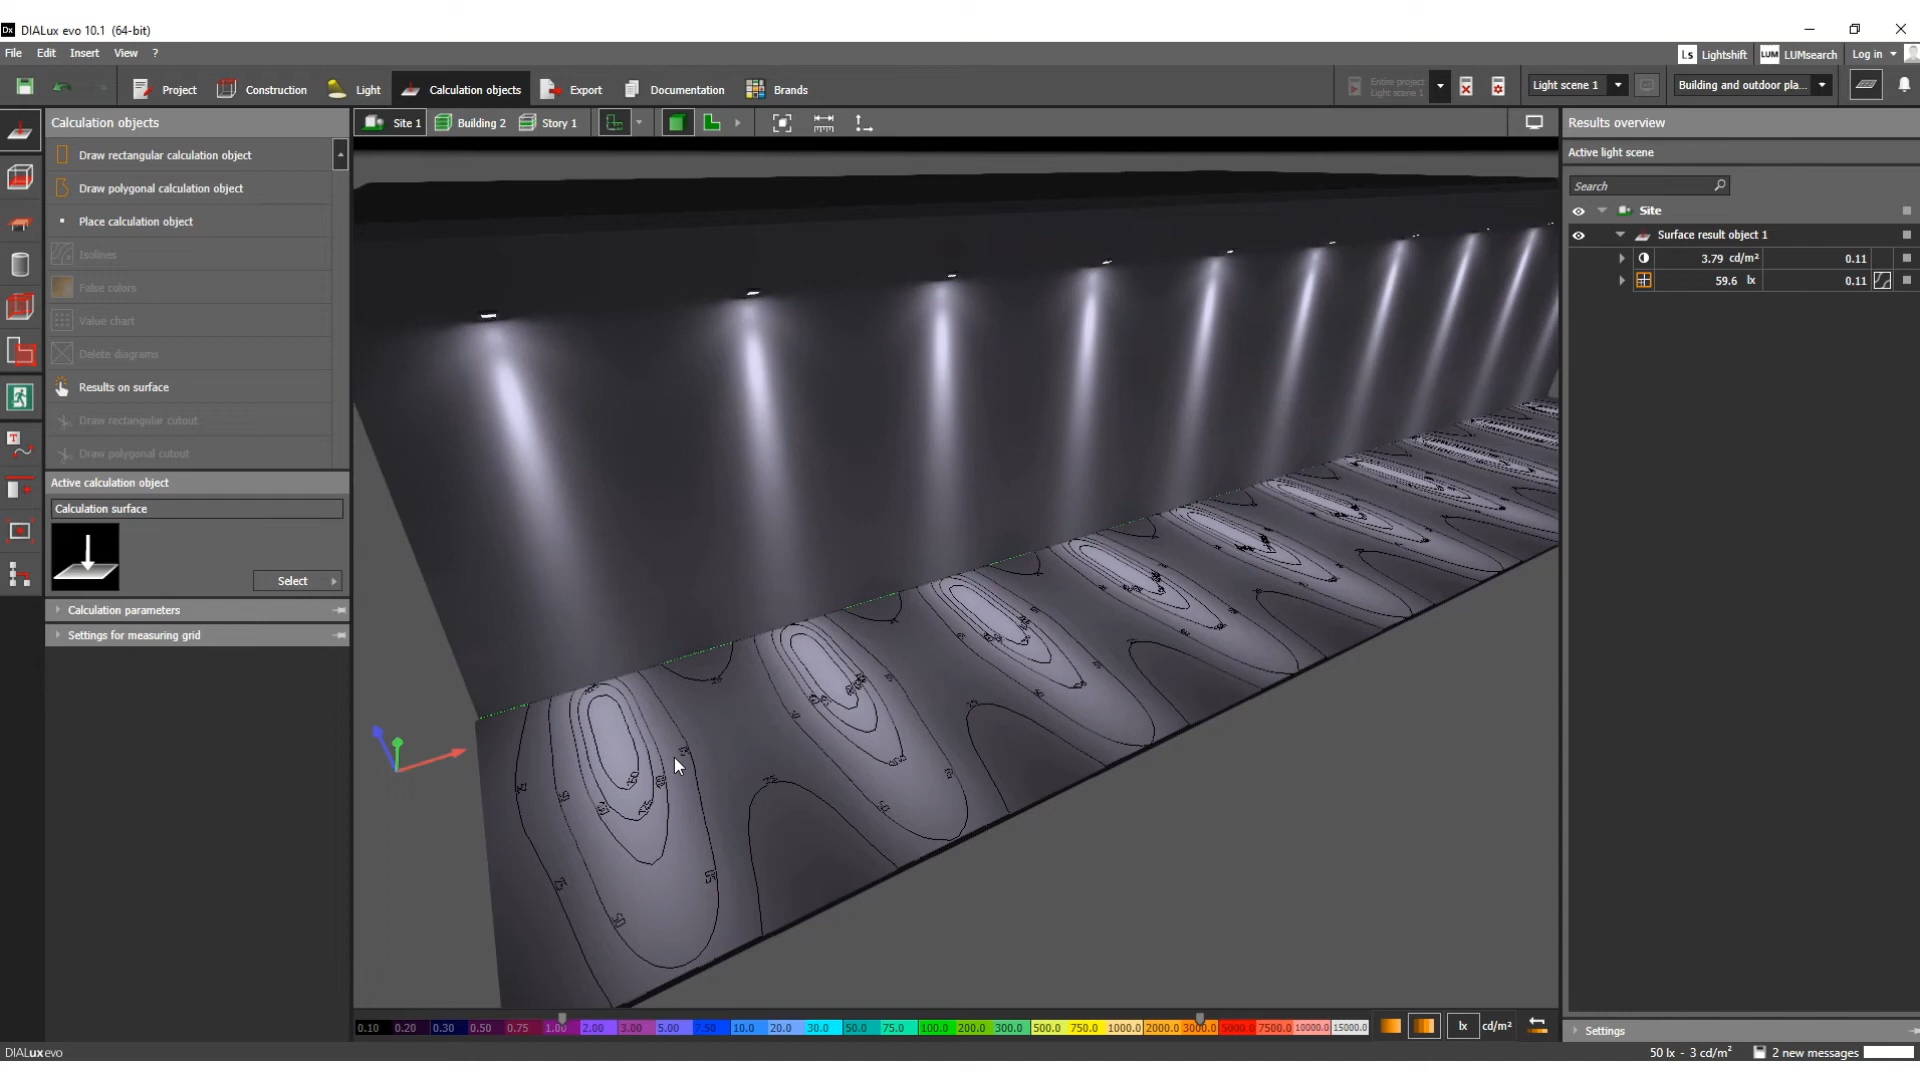 DIALux evo 10.1 (64-bit)
File Edit Insert View ?
Ls Lightshift LUM LUMsearch Log in
Project Construction Light Calculation objects Export Documentation Brands
Entire project
Light scene 1
Light scene 1
Building and outdoor pla...
Calculation objects
Site 1 Building 2 Story 1
Results overview
Draw rectangular calculation object
Draw polygonal calculation object
Place calculation object
Isolines
False colors
Value chart
Delete diagrams
Results on surface
Draw rectangular cutout
Draw polygonal cutout
Active calculation object
Calculation surface
Select
Calculation parameters
Settings for measuring grid
Active light scene
Search
Site
Surface result object 1
3.79 cd/m² 0.11
59.6 lx 0.11
0.10 0.20 0.30 0.50 0.75 1.00 2.00 3.00 5.00 7.50 10.0 20.0 30.0 50.0 75.0 100.0 200.0 300.0 500.0 750.0 1000.0 2000.0 3000.0 5000.0 7500.0 10000.0 15000.0
lx cd/m²
Settings
DIALux evo
50 lx - 3 cd/m² 2 new messages